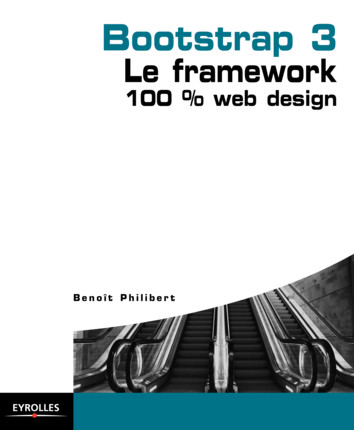 Bootstrap 3
Le framework
100 % web design
Benoît Philibert
EYROLLES